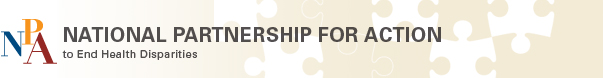 NPA
NATIONAL PARTNERSHIP FOR ACTION
to End Health Disparities